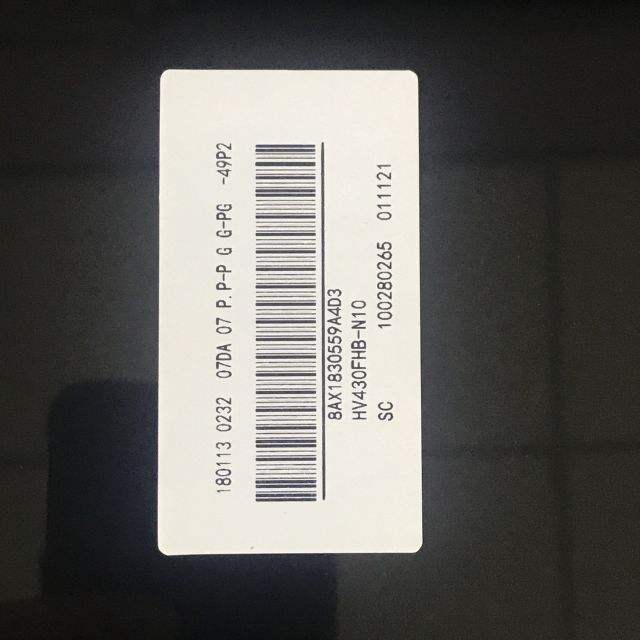 180113 0232 07DA 07 P.P-P G G-PG -49P2
8AX1830559A4D3
HV430FHB-N10
SC 100280265 011121